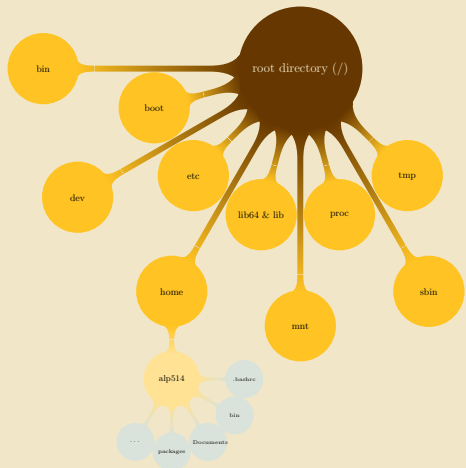 root directory (/)
bin
boot
dev
etc
lib64 & lib
proc
tmp
home
mnt
sbin
alp514
.bashrc
bin
Documents
packages
...